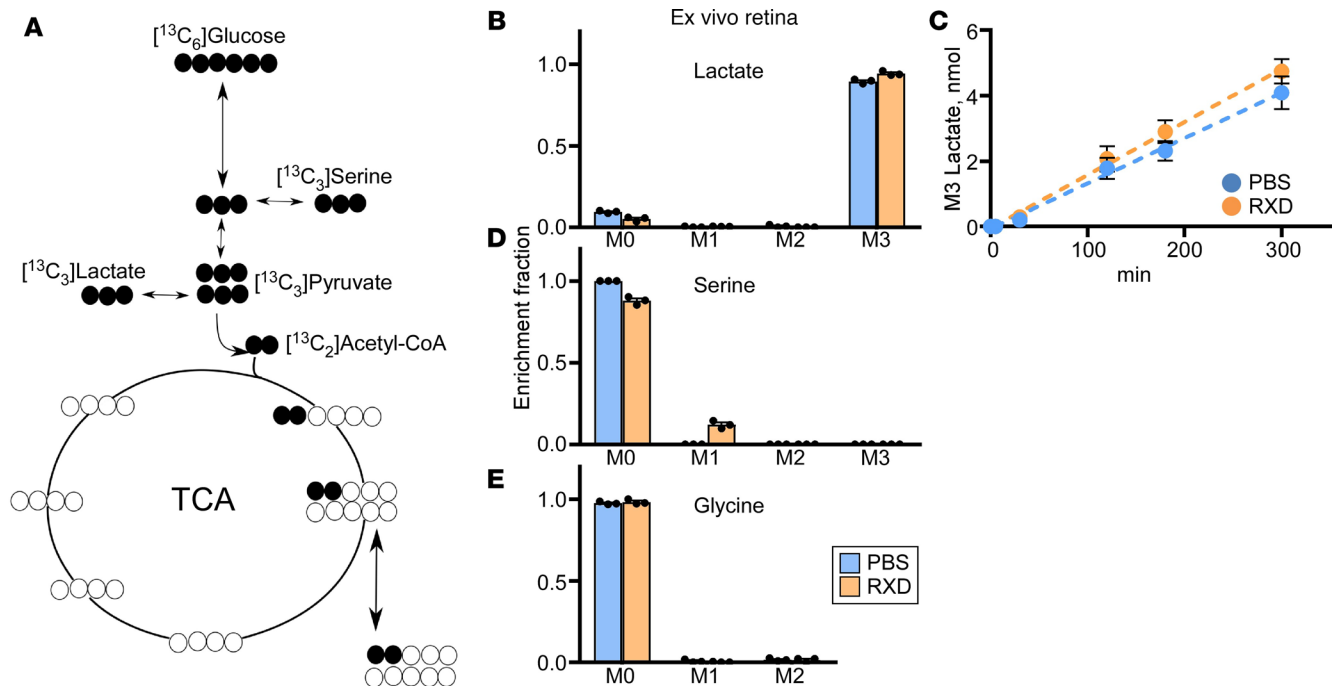 A
[¹³C₆]Glucose
[¹³C₃]Serine
[¹³C₃]Lactate
[¹³C₃]Pyruvate
[¹³C₂]Acetyl-CoA
TCA
B
Ex vivo retina
Lactate
1.0
0.5
0.0
M0 M1 M2 M3
C
M3 Lactate, nmol
6
4
2
0
0 100 200 300
min
PBS
RXD
D
Enrichment fraction
Serine
1.0
0.5
0.0
M0 M1 M2 M3
E
Glycine
1.0
0.5
0.0
M0 M1 M2
PBS
RXD